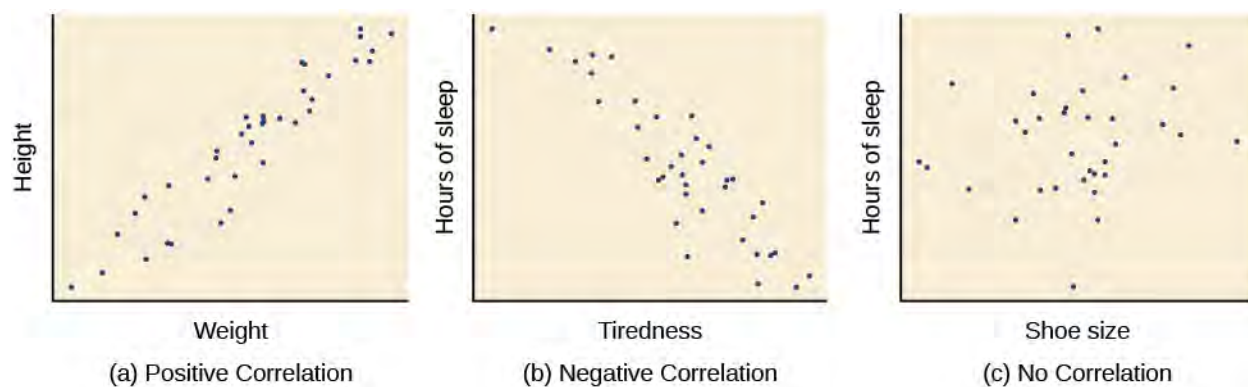 Height
Weight
(a) Positive Correlation
Hours of sleep
Tiredness
(b) Negative Correlation
Hours of sleep
Shoe size
(c) No Correlation